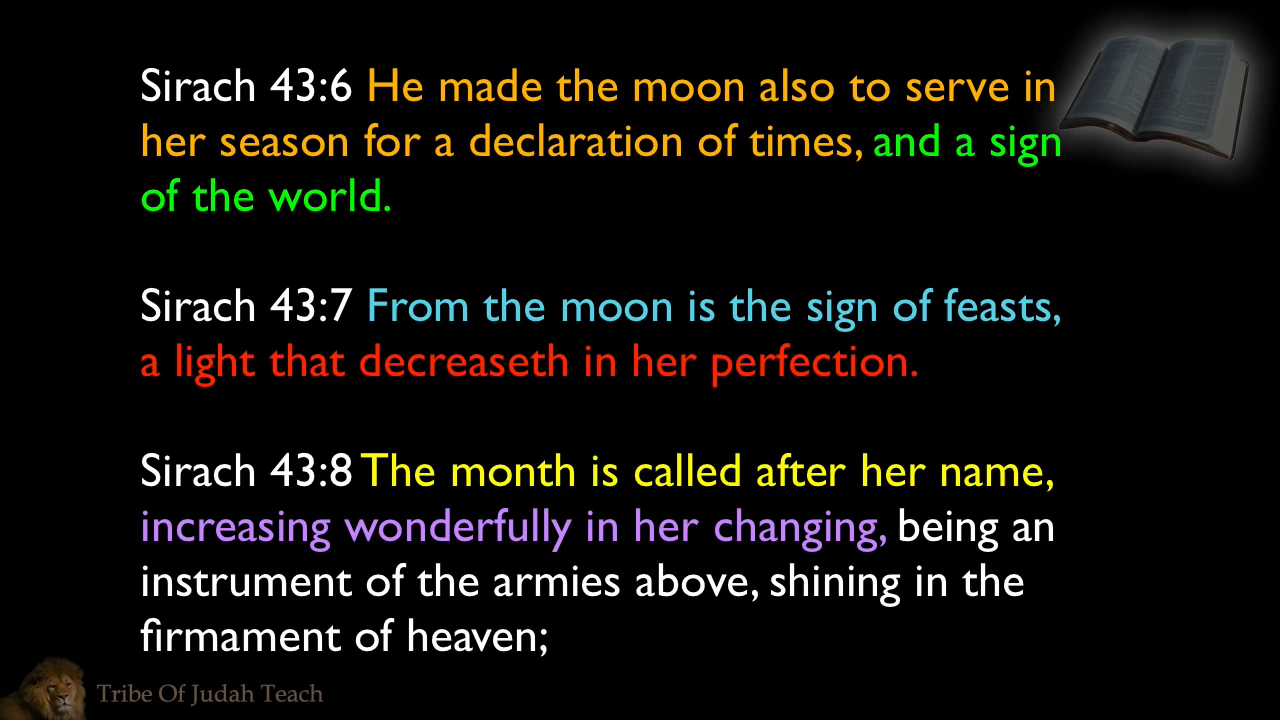 Sirach 43:6 He made the moon also to serve in
her season for a declaration of times, and a sign
of the world.
Sirach 43:7 From the moon is the sign of feasts,
a light that decreaseth in her perfection.
Sirach 43:8 The month is called after her name,
increasing wonderfully in her changing, being an
instrument of the armies above, shining in the
firmament of heaven;
Tribe Of Judah Teach